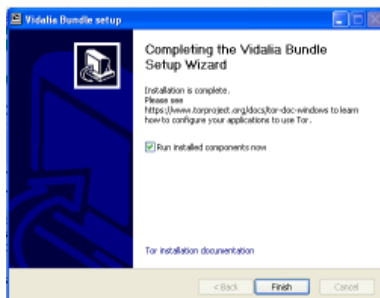 Vidalia Bundle setup
Completing the Vidalia Bundle
Setup Wizard
Installation is complete.
Please see
https://www.torproject.org/docs/tor-doc-windows to learn
how to configure your applications to use Tor.
Run installed components now
Tor installation documentation
< Back
Finish
Cancel